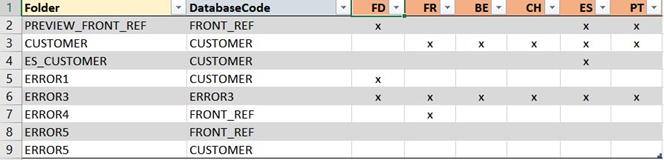 1 Folder DatabaseCode FD FR BE CH ES PT
2 PREVIEW_FRONT_REF FRONT_REF x x x
3 CUSTOMER CUSTOMER x x x x x
4 ES_CUSTOMER CUSTOMER x
5 ERROR1 CUSTOMER x
6 ERROR3 ERROR3 x x x x x x
7 ERROR4 FRONT_REF x
8 ERROR5 FRONT_REF
9 ERROR5 CUSTOMER